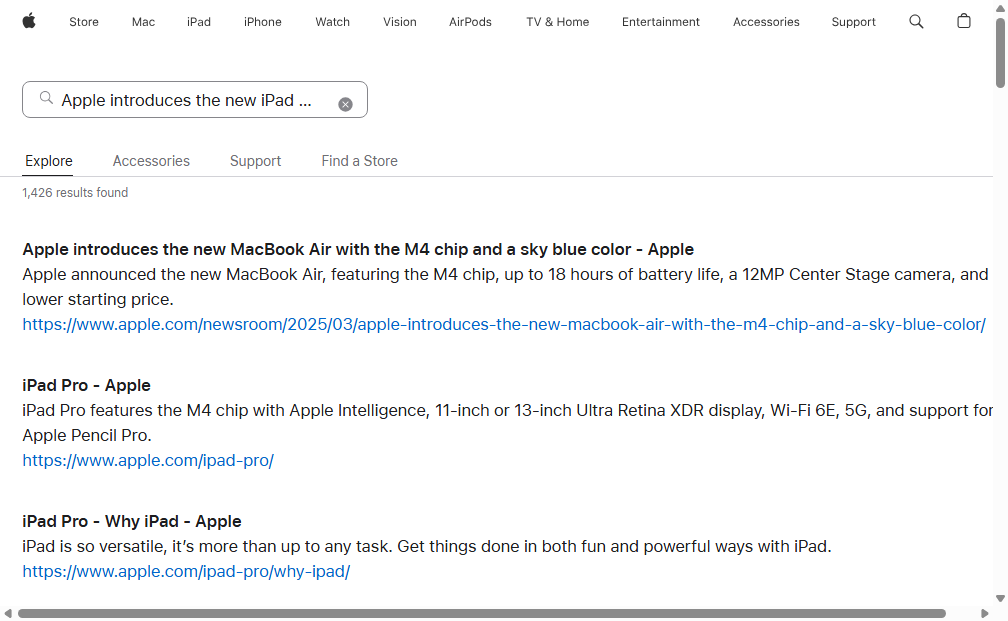 Store Mac iPad iPhone Watch Vision AirPods TV & Home Entertainment Accessories Support
Apple introduces the new iPad ...
Explore Accessories Support Find a Store
1,426 results found
Apple introduces the new MacBook Air with the M4 chip and a sky blue color - Apple
Apple announced the new MacBook Air, featuring the M4 chip, up to 18 hours of battery life, a 12MP Center Stage camera, and
lower starting price.
https://www.apple.com/newsroom/2025/03/apple-introduces-the-new-macbook-air-with-the-m4-chip-and-a-sky-blue-color/
iPad Pro - Apple
iPad Pro features the M4 chip with Apple Intelligence, 11-inch or 13-inch Ultra Retina XDR display, Wi-Fi 6E, 5G, and support for
Apple Pencil Pro.
https://www.apple.com/ipad-pro/
iPad Pro - Why iPad - Apple
iPad is so versatile, it’s more than up to any task. Get things done in both fun and powerful ways with iPad.
https://www.apple.com/ipad-pro/why-ipad/